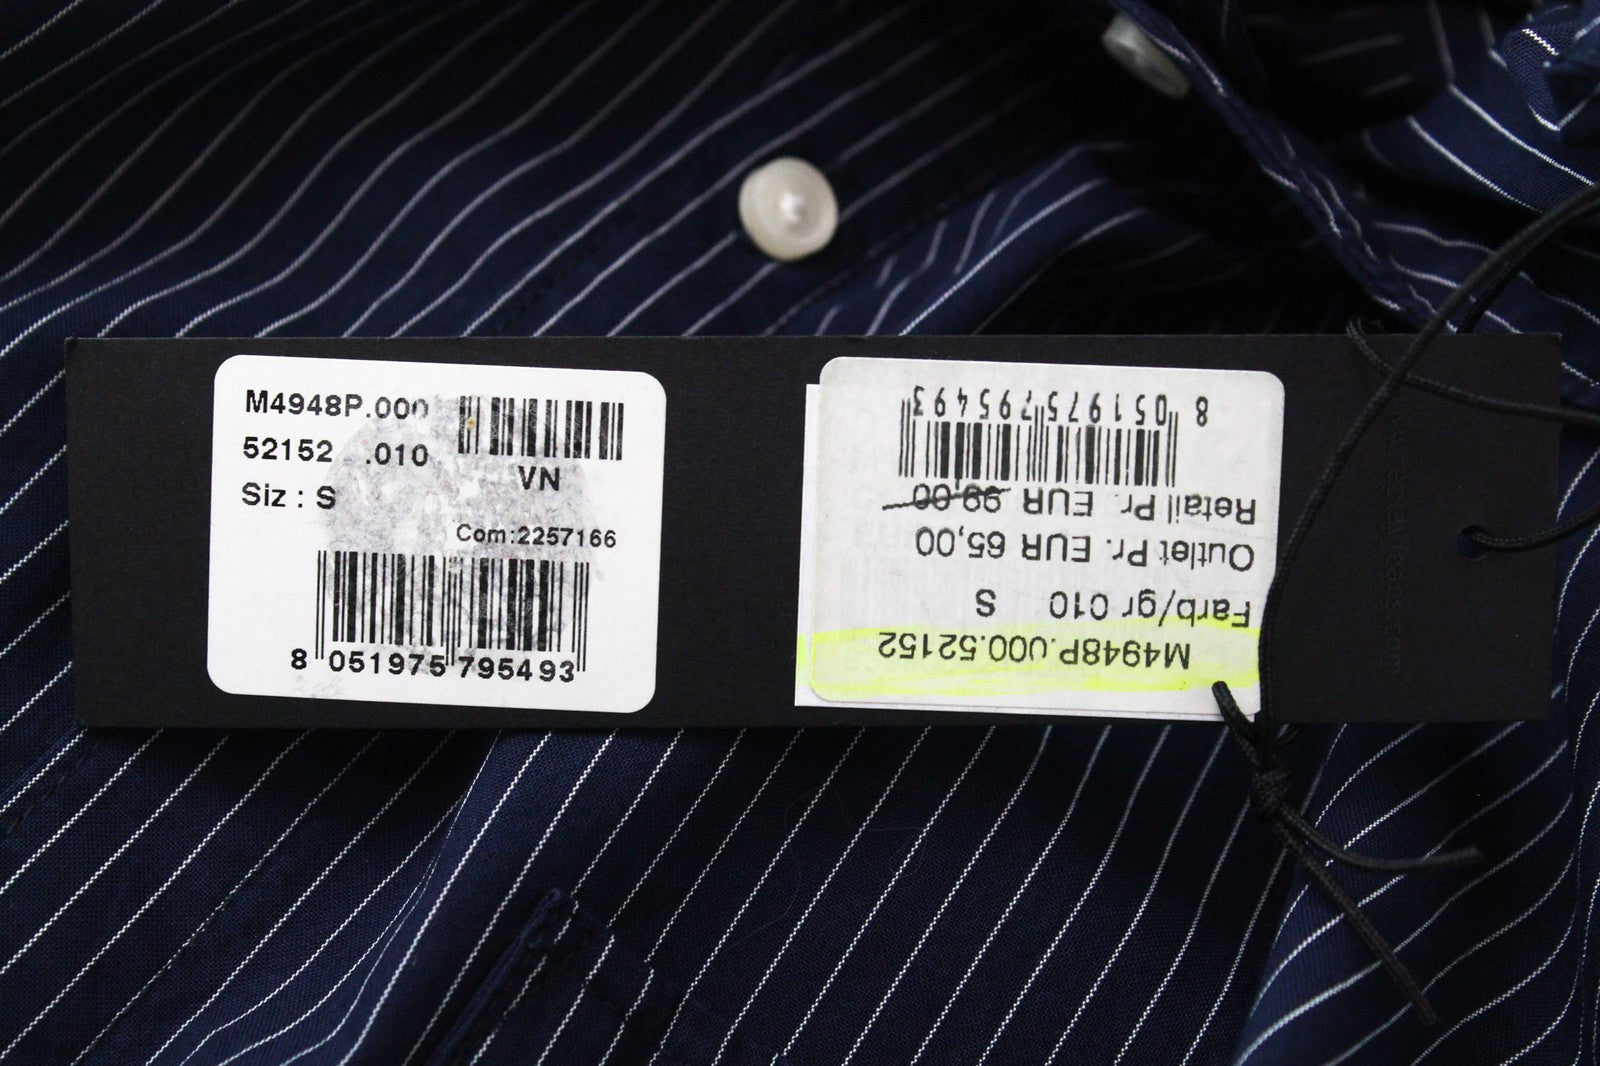 M4948P.000
52152 .010
VN
Siz : S
Com:2257166
8 051975 795493
8 051975 795493
Retail Pr. EUR 99,00
Outlet Pr. EUR 65,00
Farb/gr 010 S
M4948P.000.52152